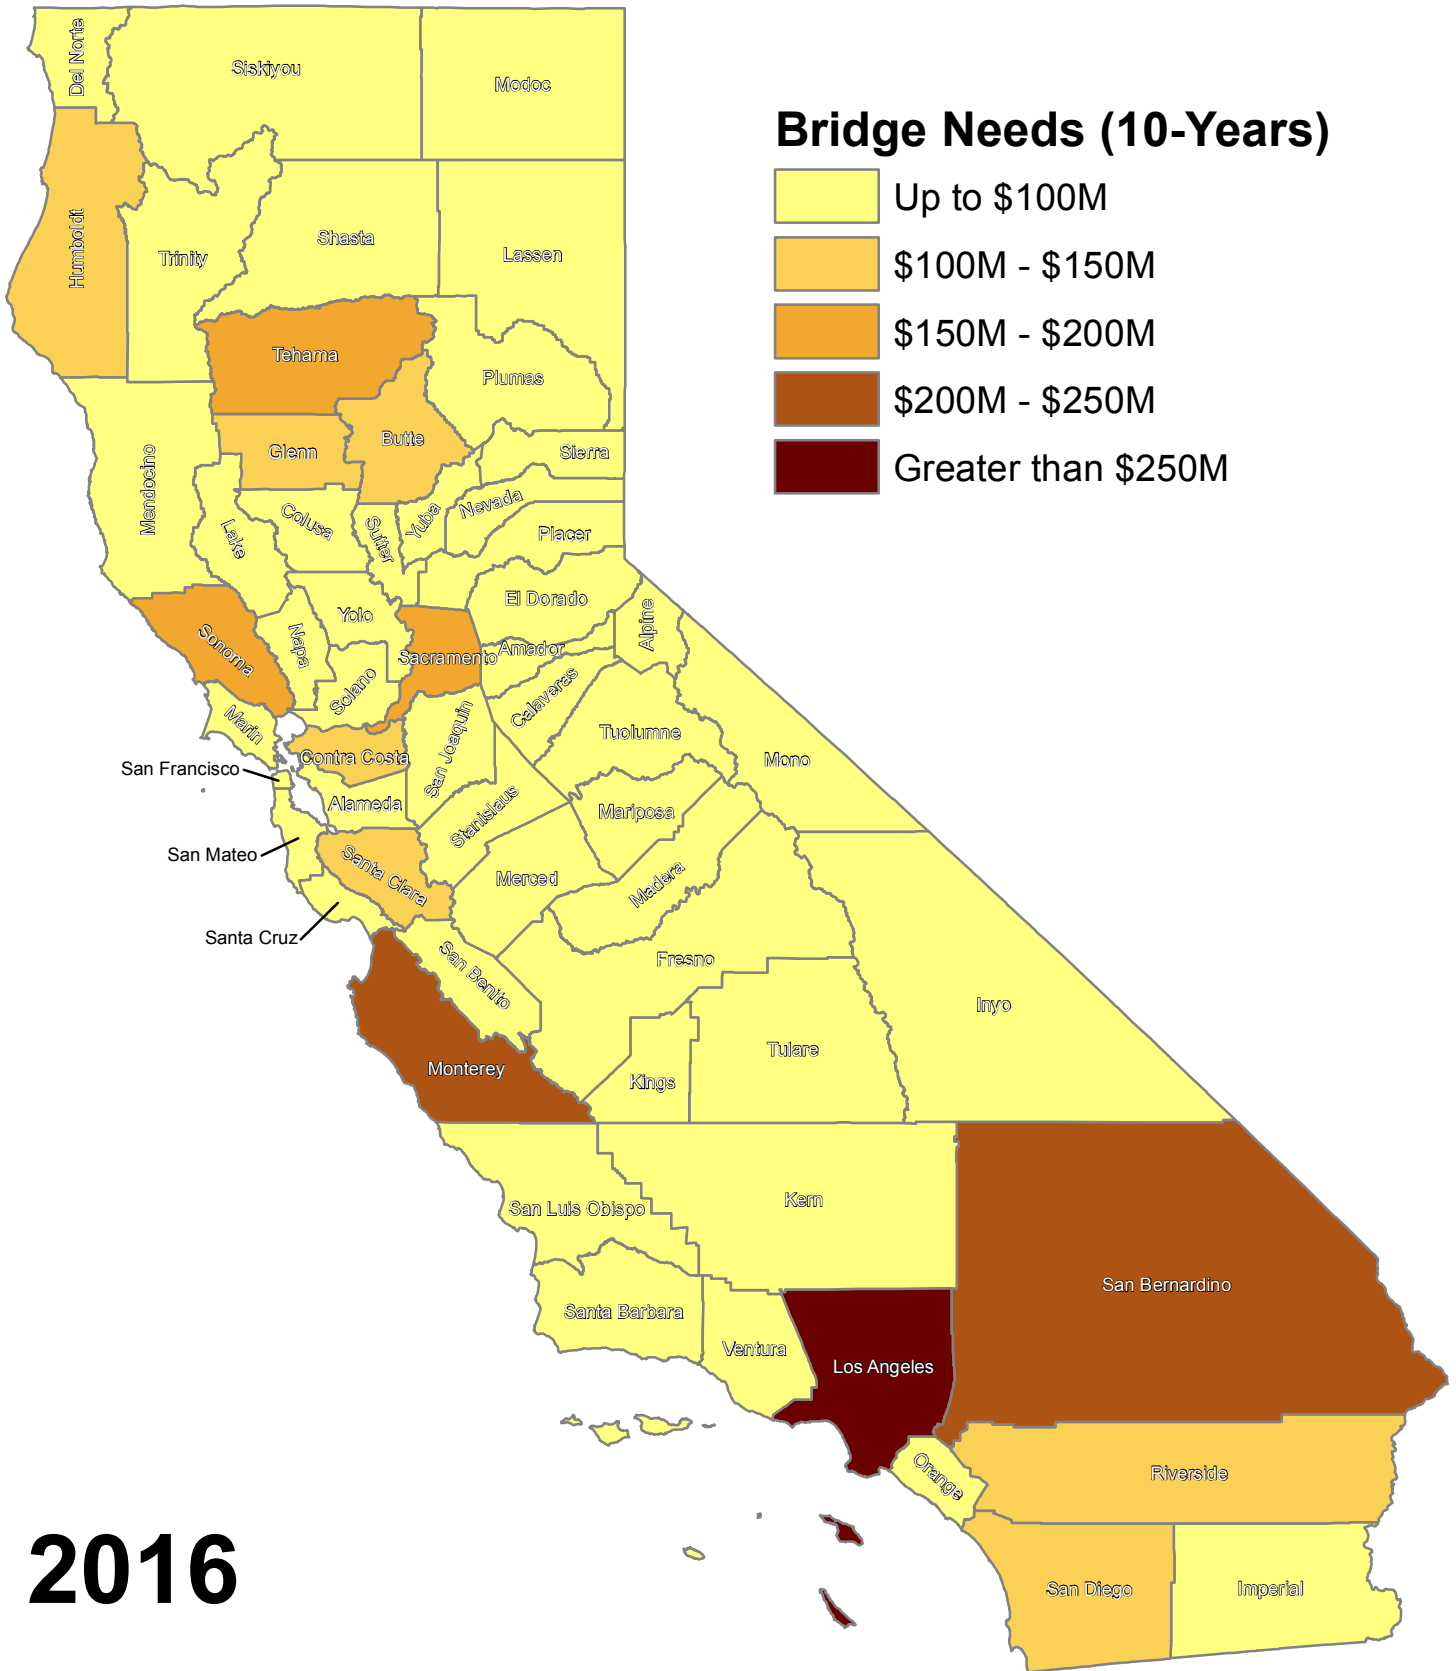 Bridge Needs (10-Years)
Up to $100M
$100M - $150M
$150M - $200M
$200M - $250M
Greater than $250M
Del Norte
Siskiyou
Modoc
Humboldt
Trinity
Shasta
Lassen
Tehama
Plumas
Mendocino
Glenn
Butte
Sierra
Lake
Colusa
Sutter
Yuba
Nevada
Placer
Sonoma
Napa
Yolo
El Dorado
Alpine
Sacramento
Amador
Solano
Calaveras
Marin
Contra Costa
San Joaquin
Tuolumne
Mono
San Francisco
Alameda
Stanislaus
Mariposa
San Mateo
Santa Clara
Merced
Madera
Santa Cruz
San Benito
Fresno
Inyo
Monterey
Kings
Tulare
San Luis Obispo
Kern
San Bernardino
Santa Barbara
Ventura
Los Angeles
Orange
Riverside
San Diego
Imperial
2016